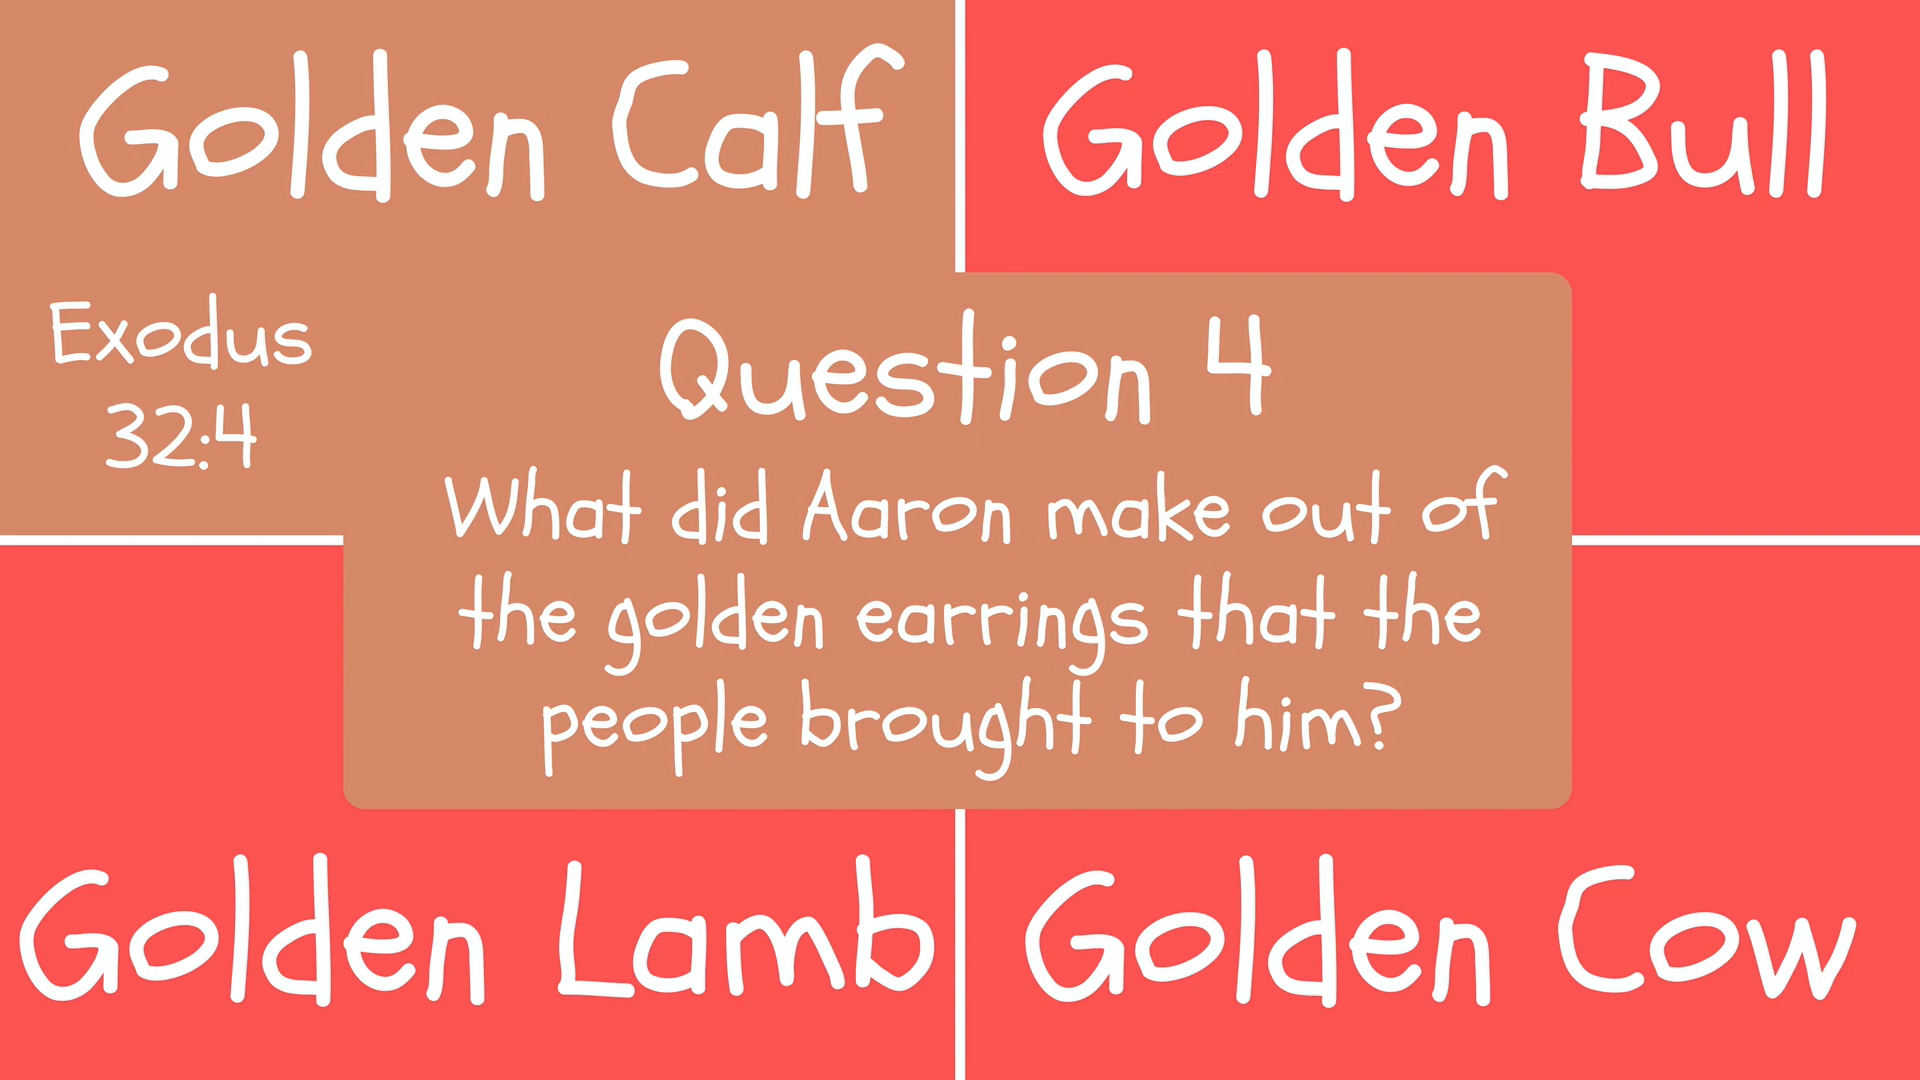 Golden Calf
Golden Bull
Exodus
32:4
Question 4
What did Aaron make out of
the golden earrings that the
people brought to him?
Golden Lamb
Golden Cow